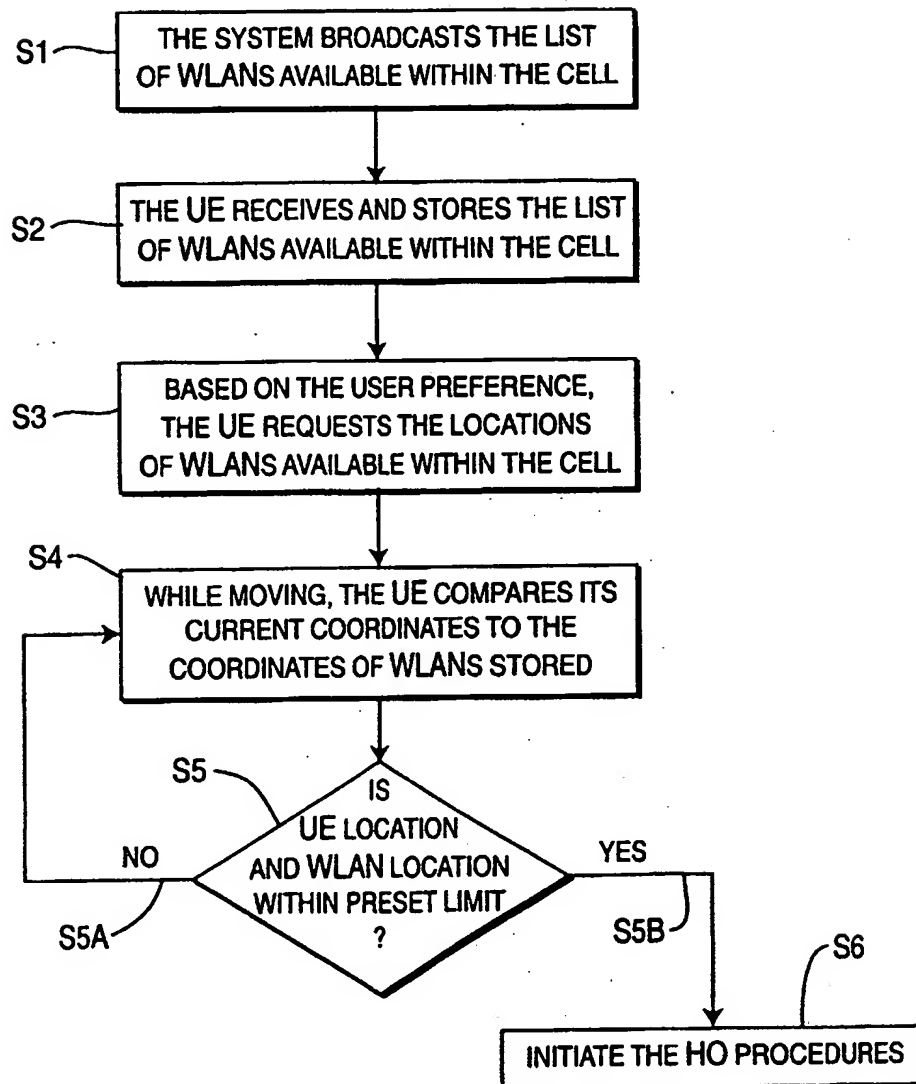 S1
THE SYSTEM BROADCASTS THE LIST
OF WLANS AVAILABLE WITHIN THE CELL
S2
THE UE RECEIVES AND STORES THE LIST
OF WLANS AVAILABLE WITHIN THE CELL
S3
BASED ON THE USER PREFERENCE,
THE UE REQUESTS THE LOCATIONS
OF WLANS AVAILABLE WITHIN THE CELL
S4
WHILE MOVING, THE UE COMPARES ITS
CURRENT COORDINATES TO THE
COORDINATES OF WLANS STORED
S5
IS
UE LOCATION
AND WLAN LOCATION
WITHIN PRESET LIMIT
?
NO
S5A
YES
S5B
S6
INITIATE THE HO PROCEDURES